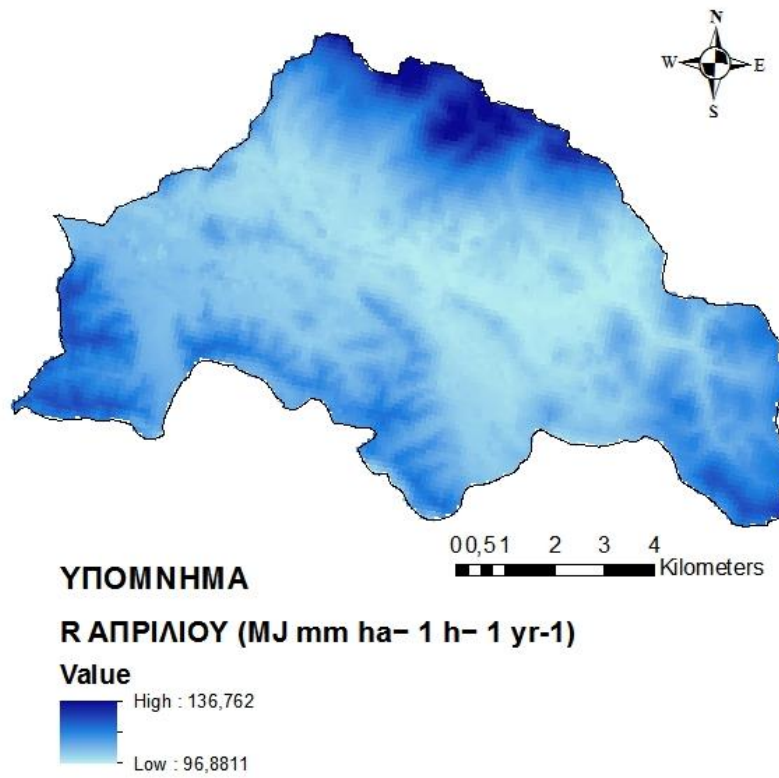 N
W E
S
0 0,5 1 2 3 4
Kilometers
ΥΠΟΜΝΗΜΑ
R ΑΠΡΙΛΙΟΥ (MJ mm ha− 1 h− 1 yr-1)
Value
High : 136,762
Low : 96,8811